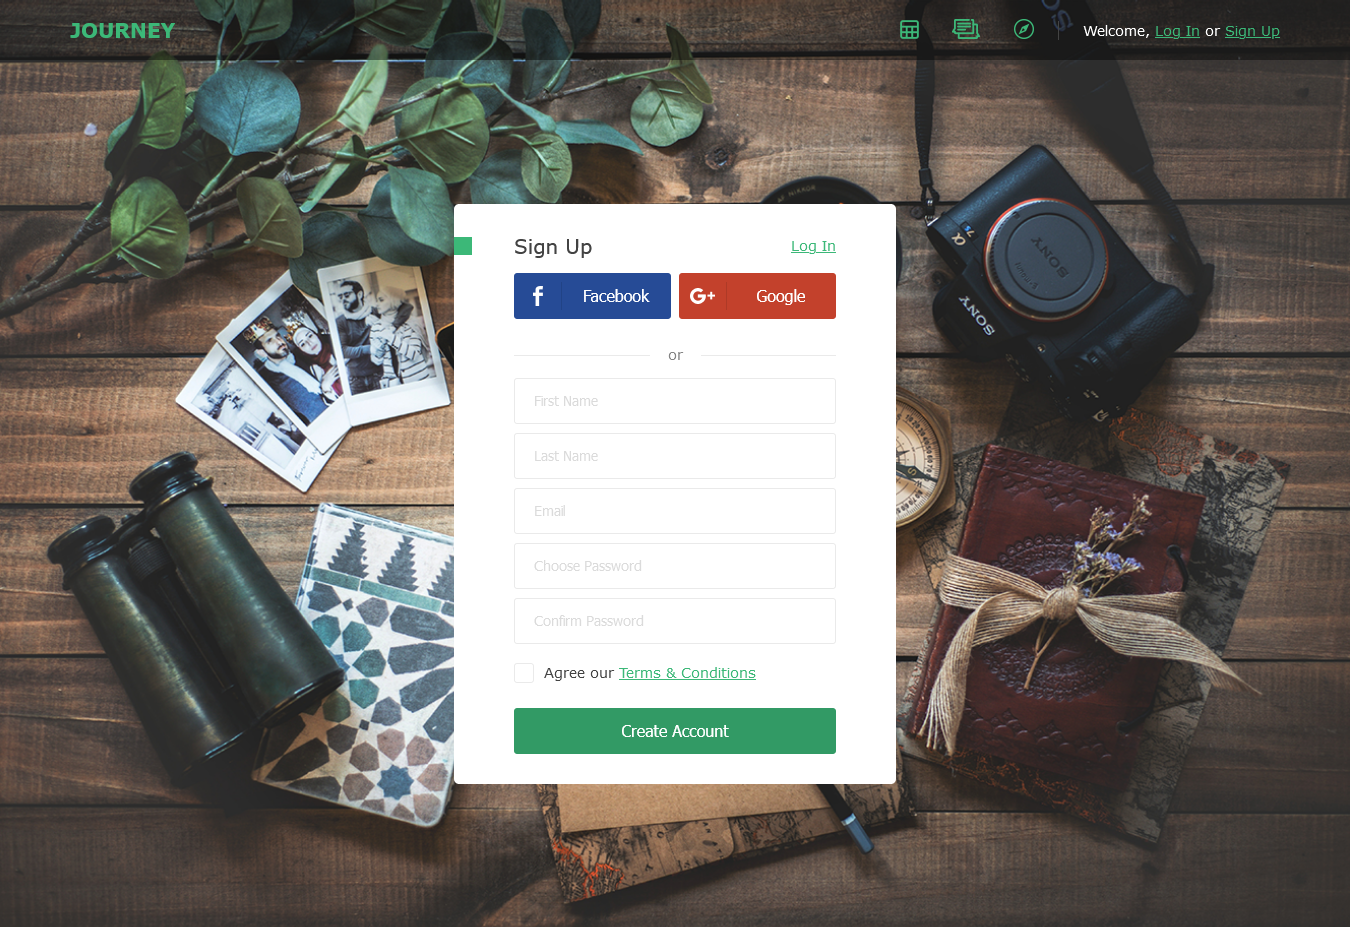 JOURNEY
Welcome, Log In or Sign Up
Sign Up
Log In
Facebook
G+ Google
or
First Name
Last Name
Email
Choose Password
Confirm Password
Agree our Terms & Conditions
Create Account
SONY
α7s
SONY